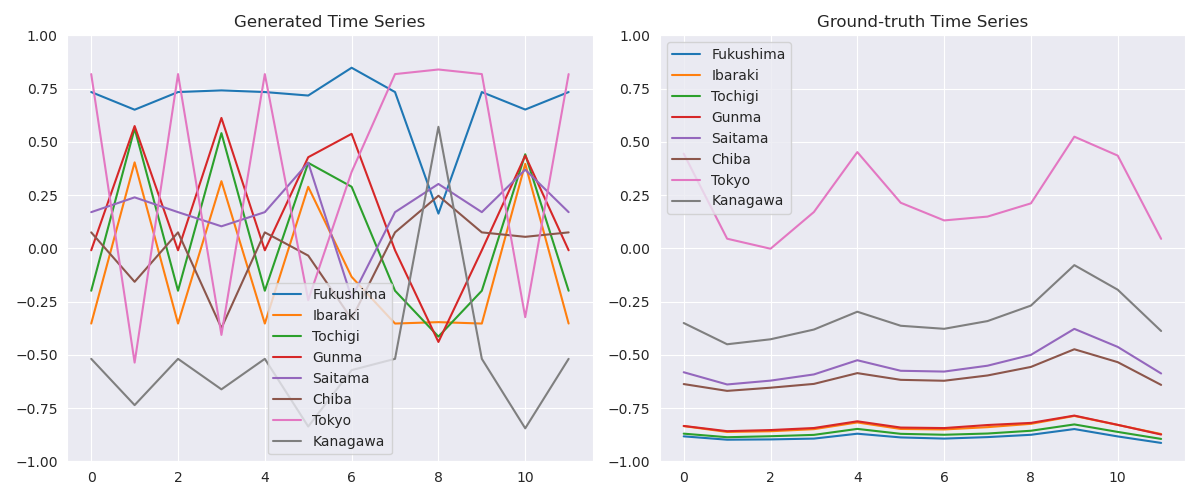 Generated Time Series
1.00
0.75
0.50
0.25
0.00
−0.25
−0.50
−0.75
−1.00
0
2
4
6
8
10
Fukushima
Ibaraki
Tochigi
Gunma
Saitama
Chiba
Tokyo
Kanagawa
Ground-truth Time Series
1.00
0.75
0.50
0.25
0.00
−0.25
−0.50
−0.75
−1.00
0
2
4
6
8
10
Fukushima
Ibaraki
Tochigi
Gunma
Saitama
Chiba
Tokyo
Kanagawa